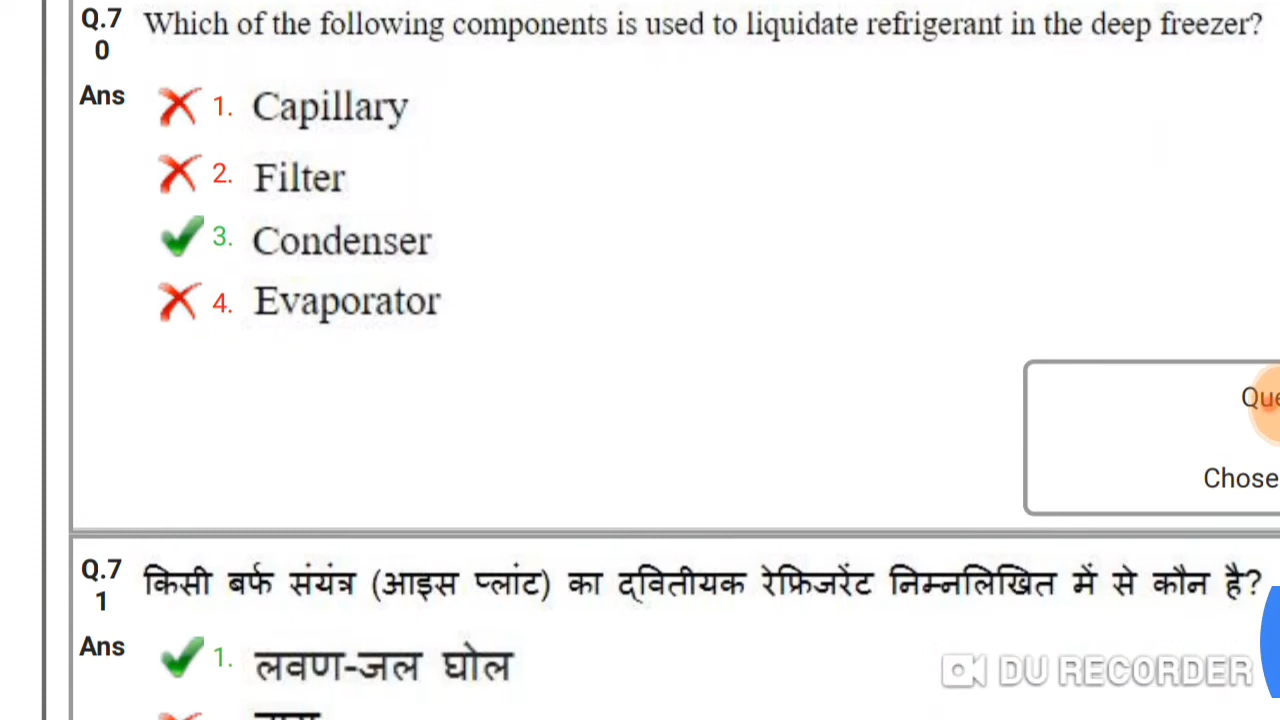 Q.7 Which of the following components is used to liquidate refrigerant in the deep freezer?
0
Ans 1. Capillary
2. Filter
3. Condenser
4. Evaporator
Chose
Q.7 किसी बर्फ संयंत्र (आइस प्लांट) का द्वितीयक रेफ्रिजरेंट निम्नलिखित में से कौन है?
1
Ans 1. लवण-जल घोल
DU RECORDER